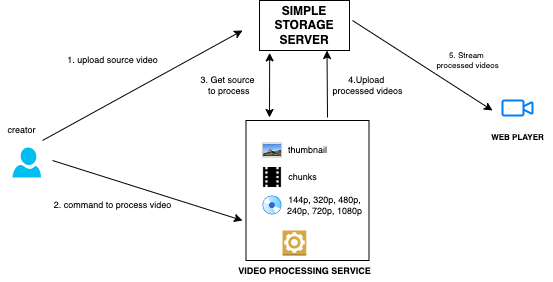 SIMPLE
STORAGE
SERVER
1. upload source video
5. Stream
processed videos
3. Get source
to process
4.Upload
processed videos
creator
WEB PLAYER
thumbnail
chunks
144p, 320p, 480p,
240p, 720p, 1080p
2. command to process video
VIDEO PROCESSING SERVICE